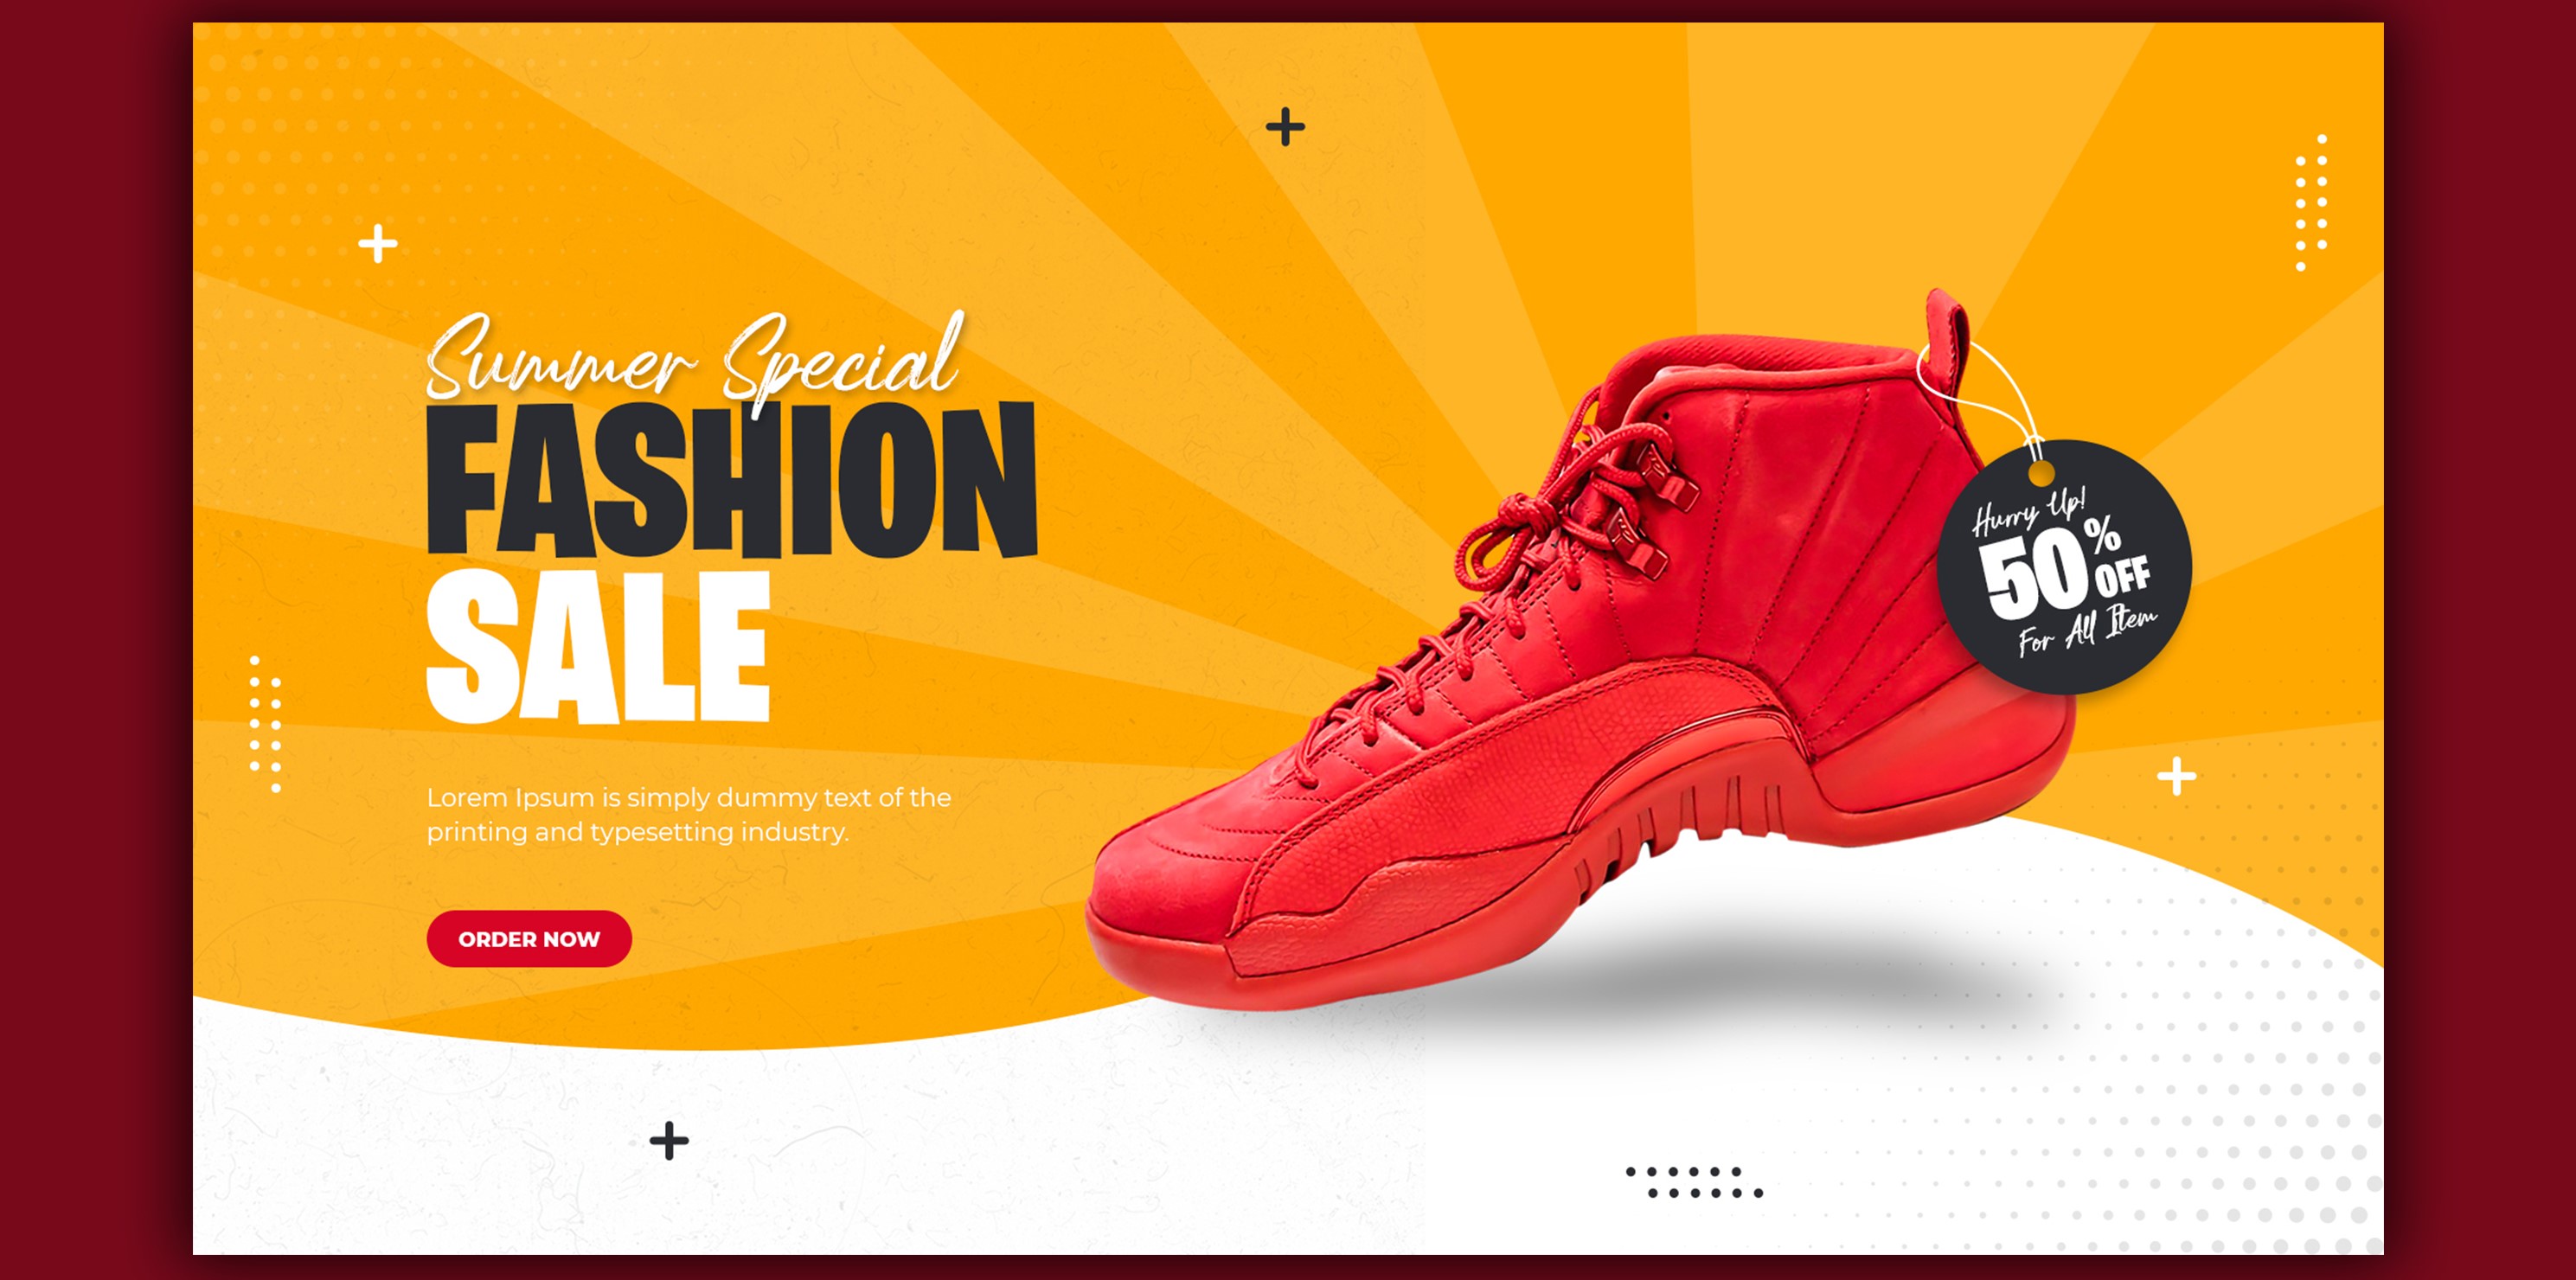 Summer Special
FASHION
SALE
Lorem Ipsum is simply dummy text of the
printing and typesetting industry.
ORDER NOW
Hurry Up!
50% OFF
For All Item